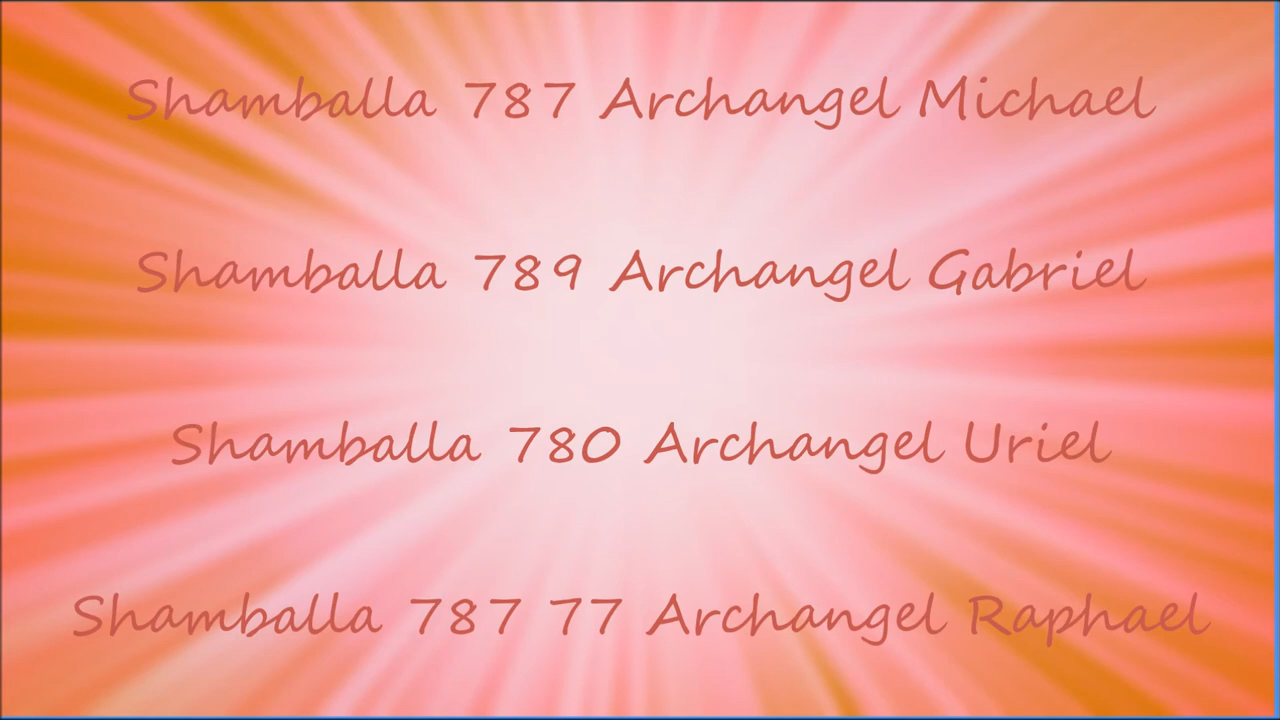 Shamballa 787 Archangel Michael
Shamballa 789 Archangel Gabriel
Shamballa 780 Archangel Uriel
Shamballa 787 77 Archangel Raphael